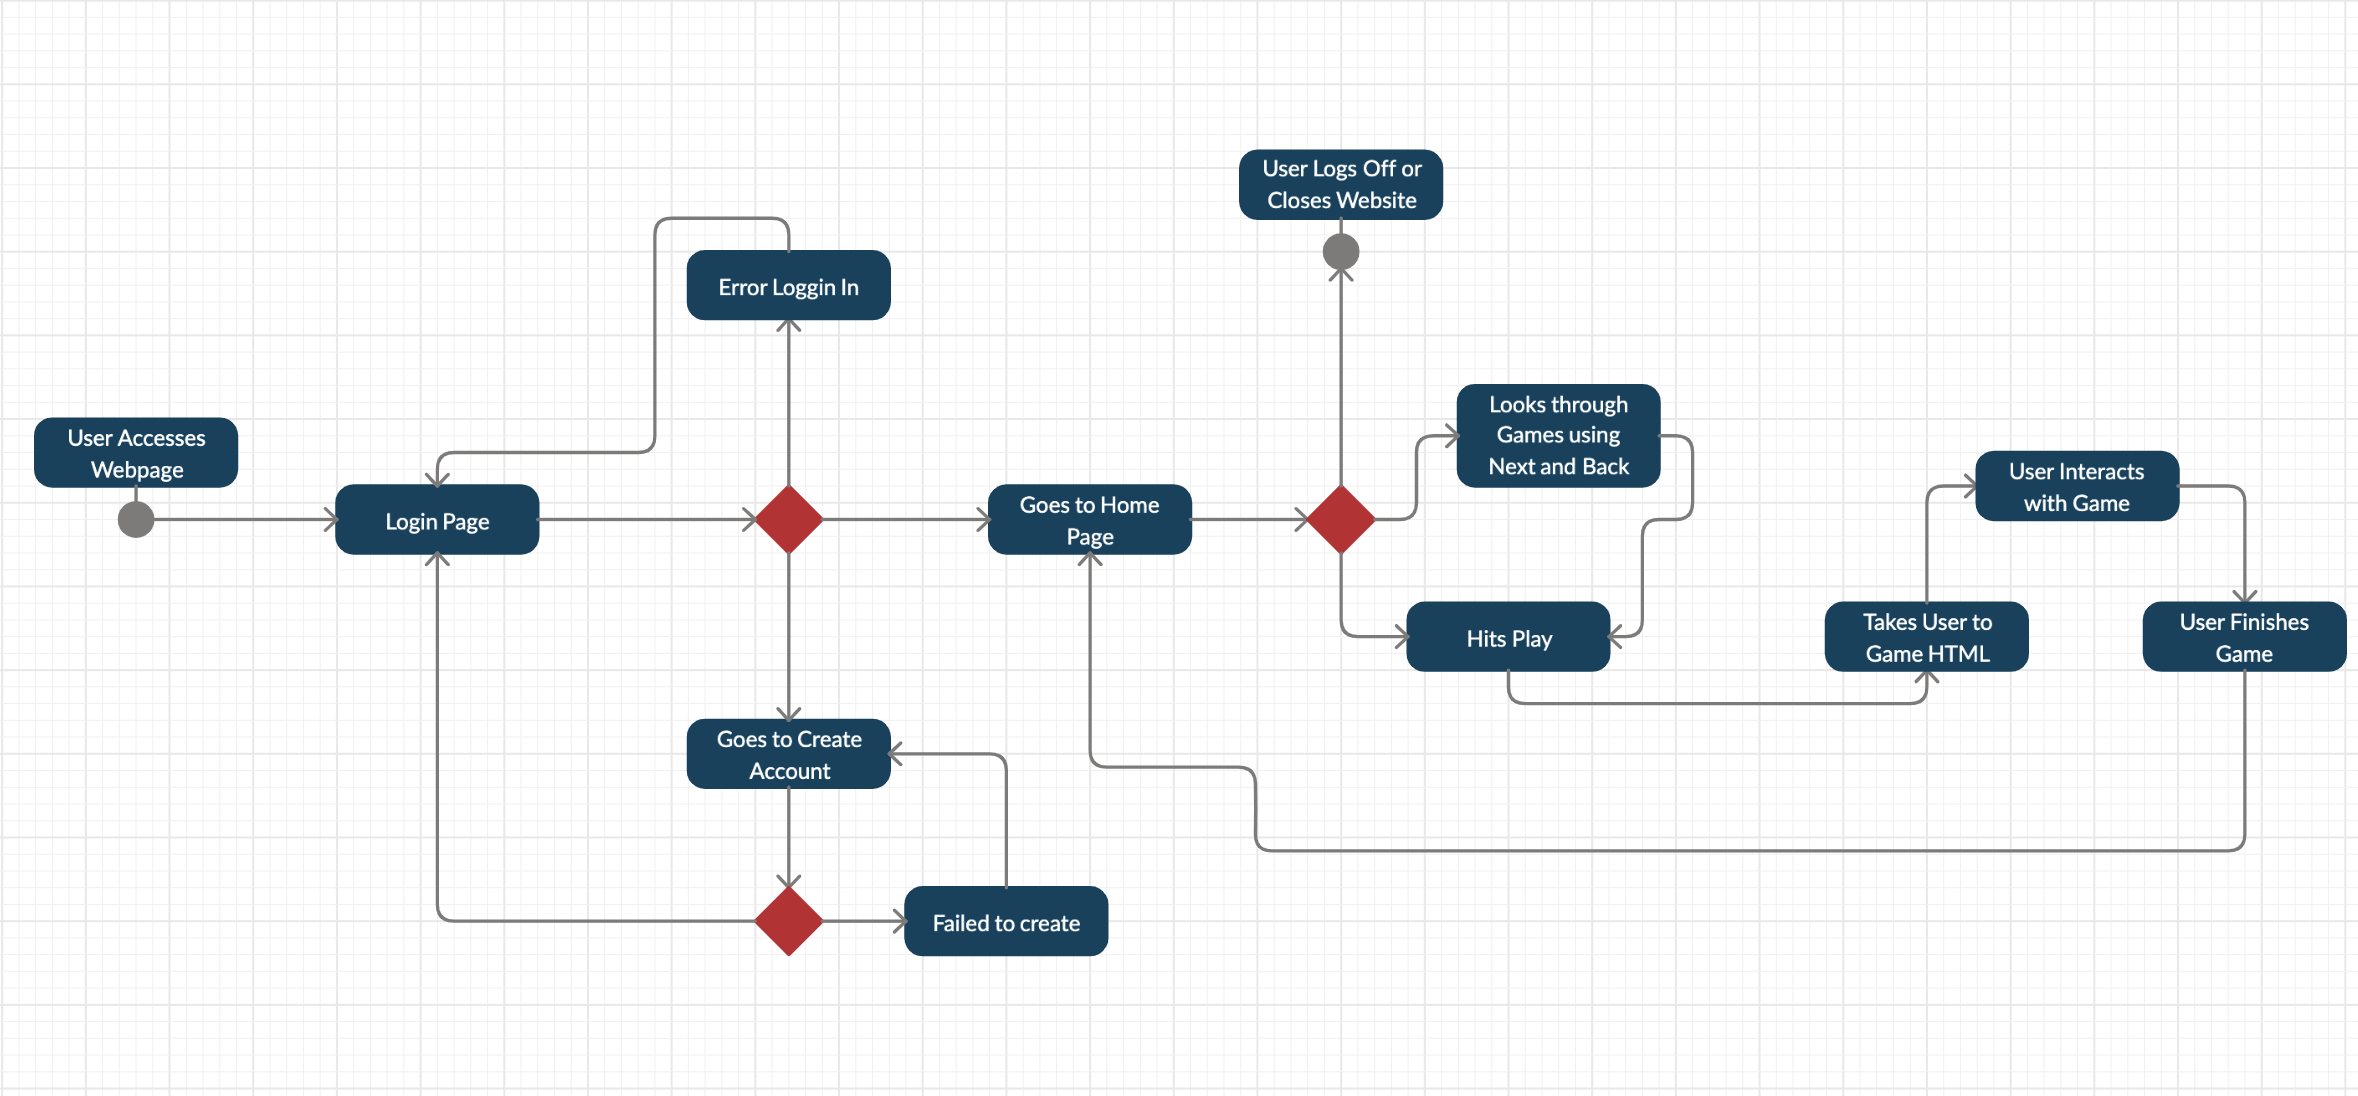 User Accesses
Webpage
Login Page
Error Loggin In
Goes to Create
Account
Failed to create
Goes to Home
Page
User Logs Off or
Closes Website
Looks through
Games using
Next and Back
Hits Play
Takes User to
Game HTML
User Interacts
with Game
User Finishes
Game